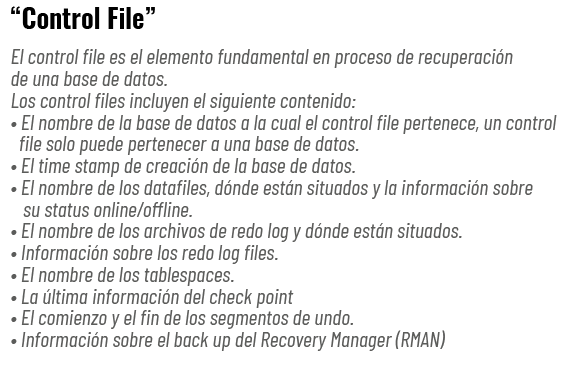 “Control File”
El control file es el elemento fundamental en proceso de recuperación
de una base de datos.
Los control files incluyen el siguiente contenido:
• El nombre de la base de datos a la cual el control file pertenece, un control
file solo puede pertenecer a una base de datos.
• El time stamp de creación de la base de datos.
• El nombre de los datafiles, dónde están situados y la información sobre
su status online/offline.
• El nombre de los archivos de redo log y dónde están situados.
• Información sobre los redo log files.
• El nombre de los tablespaces.
• La última información del check point
• El comienzo y el fin de los segmentos de undo.
• Información sobre el back up del Recovery Manager (RMAN)